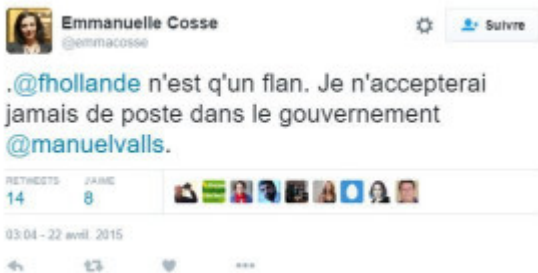 Emmanuelle Cosse
@emmacosse
Suivre
.@fhollande n'est q'un flan. Je n'accepterai
jamais de poste dans le gouvernement
@manuelvalls.
RETWEETS J'AIME
14 8
03:04 - 22 avril. 2015